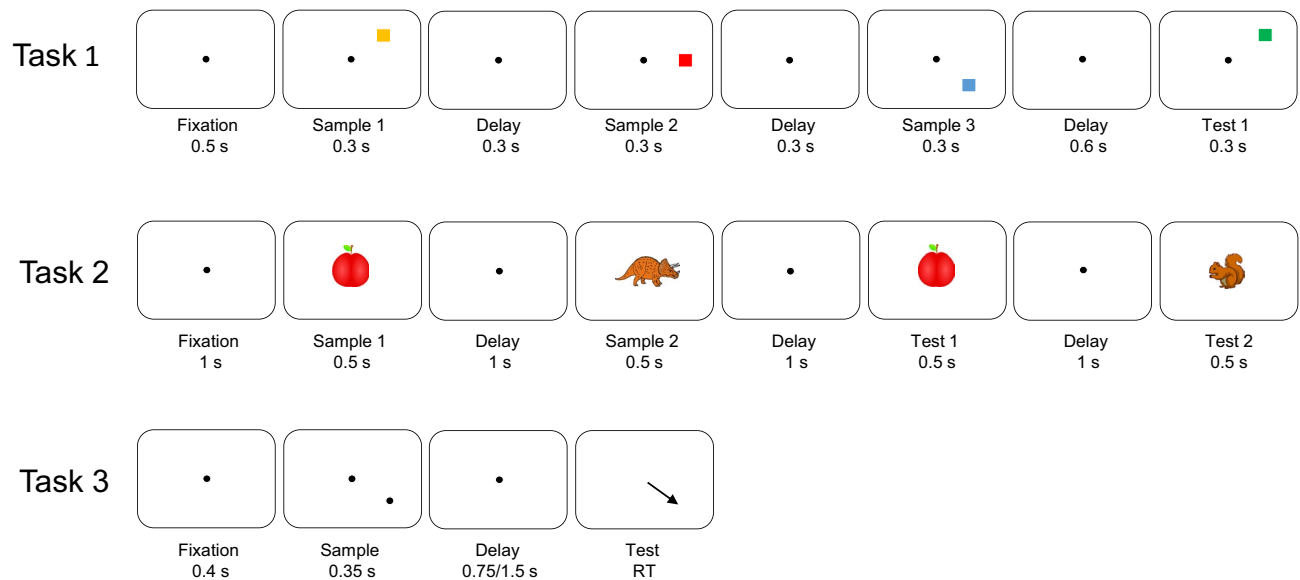 Task 1
Fixation Sample 1 Delay Sample 2 Delay Sample 3 Delay Test 1
0.5 s 0.3 s 0.3 s 0.3 s 0.3 s 0.3 s 0.6 s 0.3 s
Task 2
Fixation Sample 1 Delay Sample 2 Delay Test 1 Delay Test 2
1 s 0.5 s 1 s 0.5 s 1 s 0.5 s 1 s 0.5 s
Task 3
Fixation Sample Delay Test
0.4 s 0.35 s 0.75/1.5 s RT